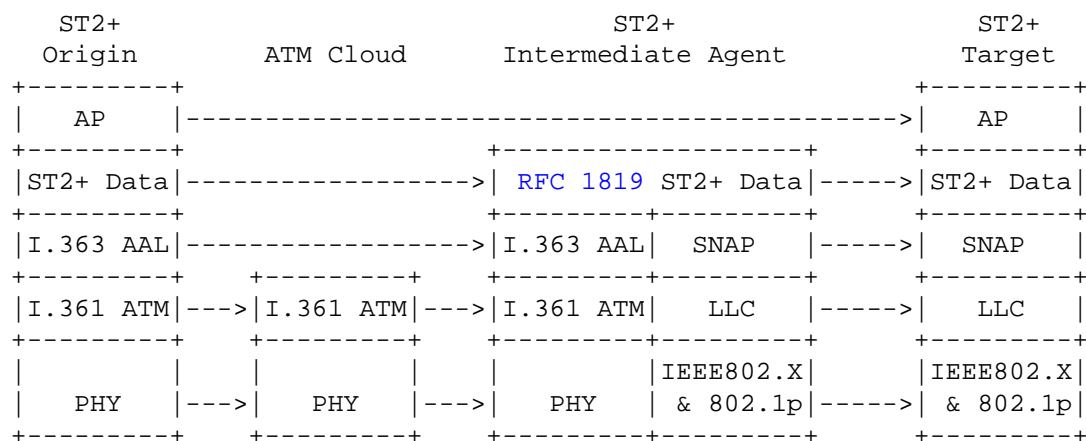 ST2+                               ST2+                  ST2+
  Origin        ATM Cloud      Intermediate Agent          Target
+---------+                                              +---------+
|   AP    |--------------------------------------------->|   AP    |
+---------+                   +-------------------+      +---------+
|ST2+ Data|------------------>| RFC 1819 ST2+ Data|----->|ST2+ Data|
+---------+                   +---------+---------+      +---------+
|I.363 AAL|------------------>|I.363 AAL|  SNAP   |----->|  SNAP   |
+---------+    +---------+    +---------+---------+      +---------+
|I.361 ATM|--->|I.361 ATM|--->|I.361 ATM|   LLC   |----->|   LLC   |
+---------+    +---------+    +---------+---------+      +---------+
|         |    |         |    |         |IEEE802.X|      |IEEE802.X|
|   PHY   |--->|   PHY   |--->|   PHY   | & 802.1p|----->| & 802.1p|
+---------+    +---------+    +---------+---------+      +---------+